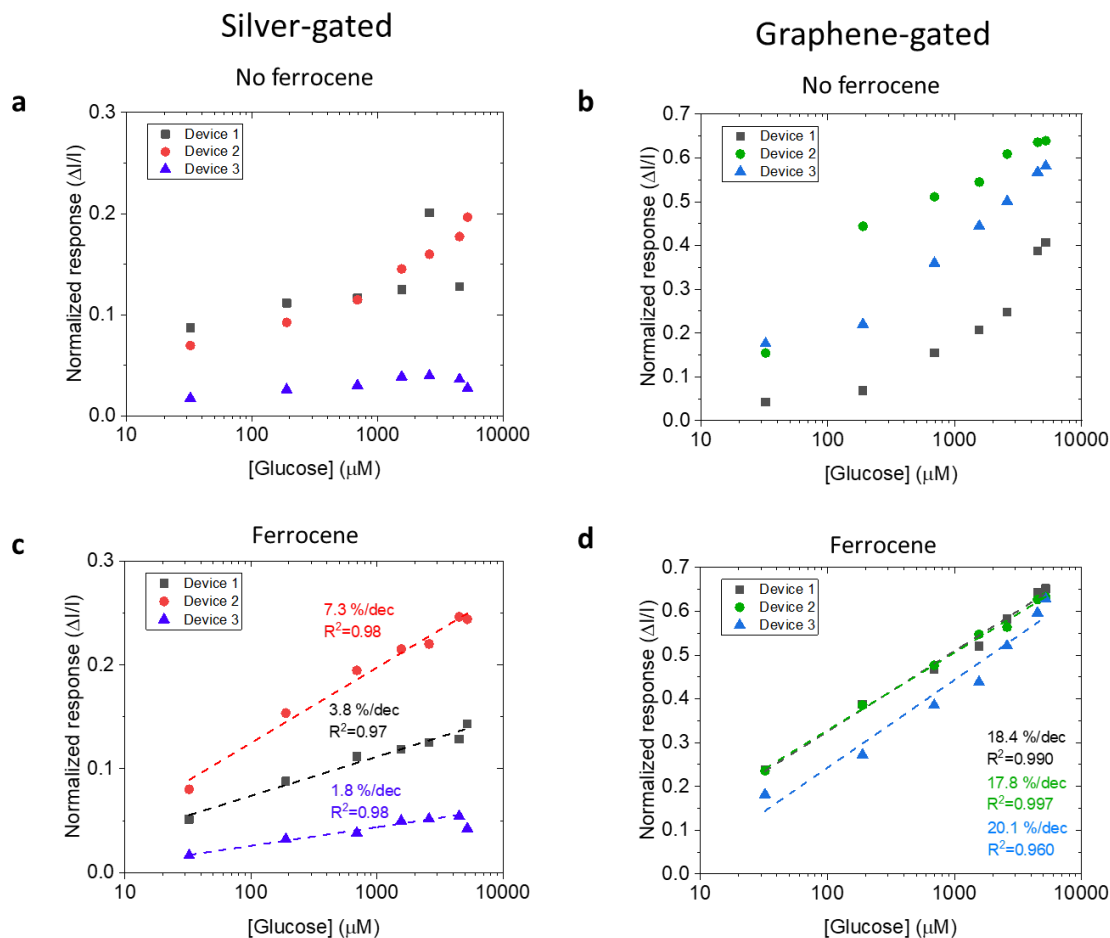 Silver-gated
Graphene-gated
No ferrocene
No ferrocene
a
0.3
0.2
0.1
0.0
Normalized response (ΔI/I)
Device 1
Device 2
Device 3
10
100
1000
10000
[Glucose] (μM)
b
0.7
0.6
0.5
0.4
0.3
0.2
0.1
0.0
Normalized response (ΔI/I)
Device 1
Device 2
Device 3
10
100
1000
10000
[Glucose] (μM)
c
Ferrocene
0.3
0.2
0.1
0.0
Normalized response (ΔI/I)
Device 1
Device 2
Device 3
7.3 %/dec
R²=0.98
3.8 %/dec
R²=0.97
1.8 %/dec
R²=0.98
10
100
1000
10000
[Glucose] (μM)
d
Ferrocene
0.7
0.6
0.5
0.4
0.3
0.2
0.1
0.0
Normalized response (ΔI/I)
Device 1
Device 2
Device 3
18.4 %/dec
R²=0.990
17.8 %/dec
R²=0.997
20.1 %/dec
R²=0.960
10
100
1000
10000
[Glucose] (μM)